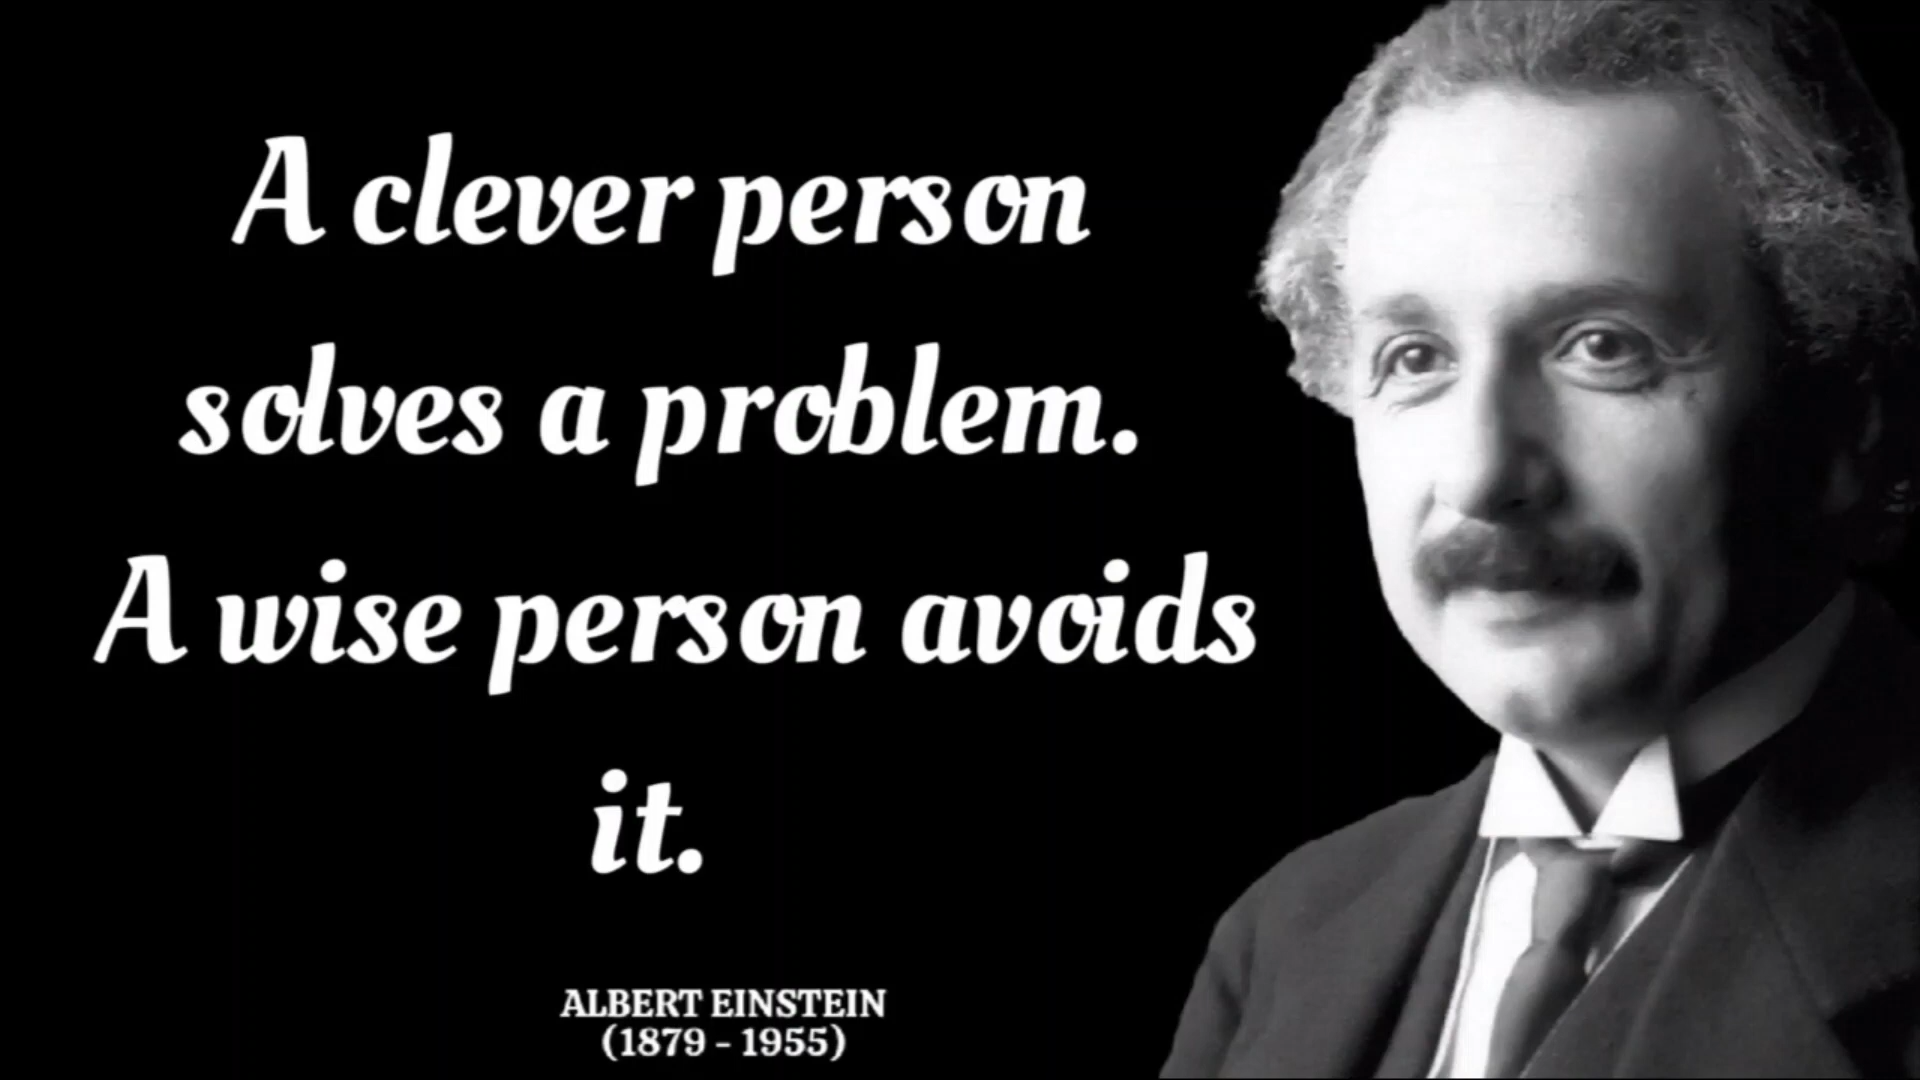 A clever person
solves a problem.
A wise person avoids
it.
ALBERT EINSTEIN
(1879 - 1955)